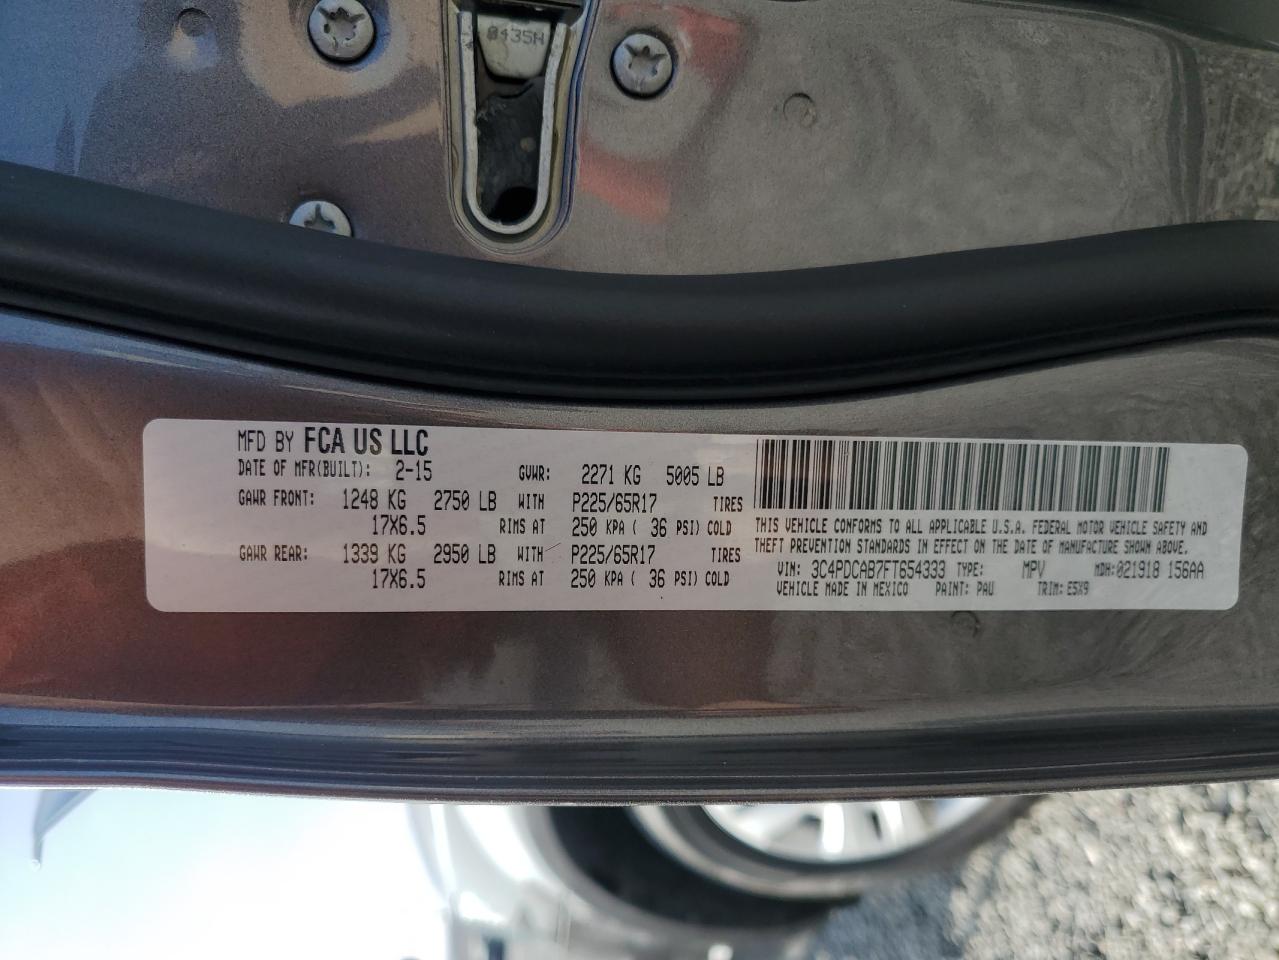 0435H
MFD BY FCA US LLC
DATE OF MFR(BUILT): 2-15 GVWR: 2271 KG 5005 LB
GAWR FRONT: 1248 KG 2750 LB WITH P225/65R17 TIRES
17X6.5 RIMS AT 250 KPA ( 36 PSI) COLD
GAWR REAR: 1339 KG 2950 LB WITH P225/65R17 TIRES
17X6.5 RIMS AT 250 KPA ( 36 PSI) COLD
THIS VEHICLE CONFORMS TO ALL APPLICABLE U.S.A. FEDERAL MOTOR VEHICLE SAFETY AND
THEFT PREVENTION STANDARDS IN EFFECT ON THE DATE OF MANUFACTURE SHOWN ABOVE.
VIN: 3C4PDCAB7FT654333 TYPE: MPV MDH:021918 156AA
VEHICLE MADE IN MEXICO PAINT: PAU TRIM: E5X9